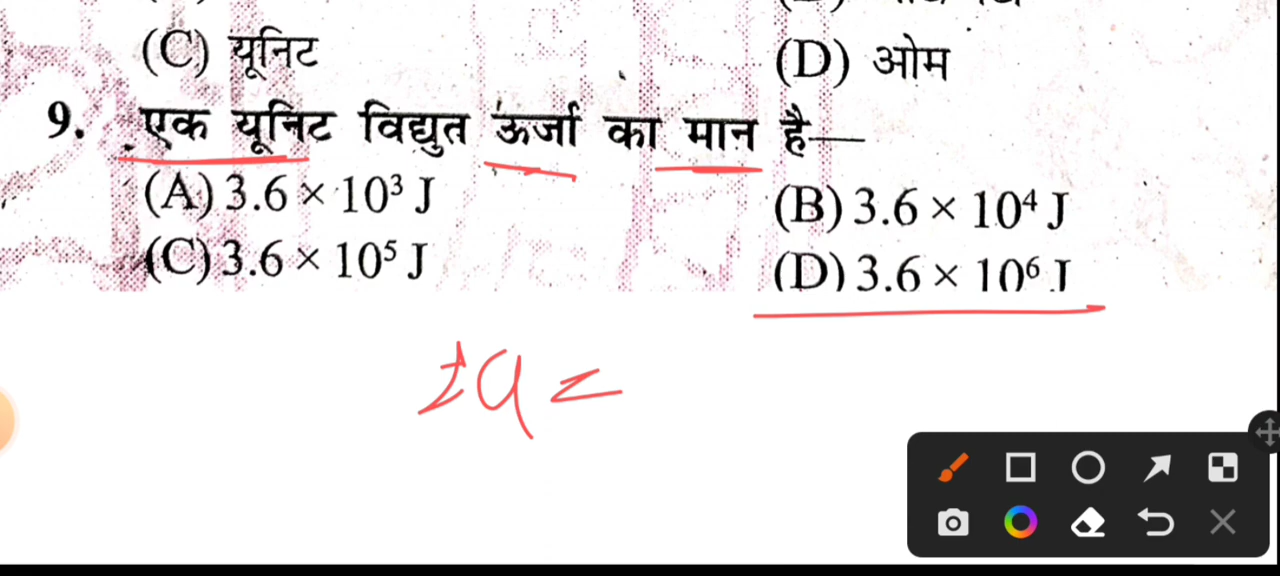 (C) यूनिट (D) ओम
9. एक यूनिट विद्युत ऊर्जा का मान है—
(A) 3.6 × 10³ J (B) 3.6 × 10⁴ J
(C) 3.6 × 10⁵ J (D) 3.6 × 10⁶ J